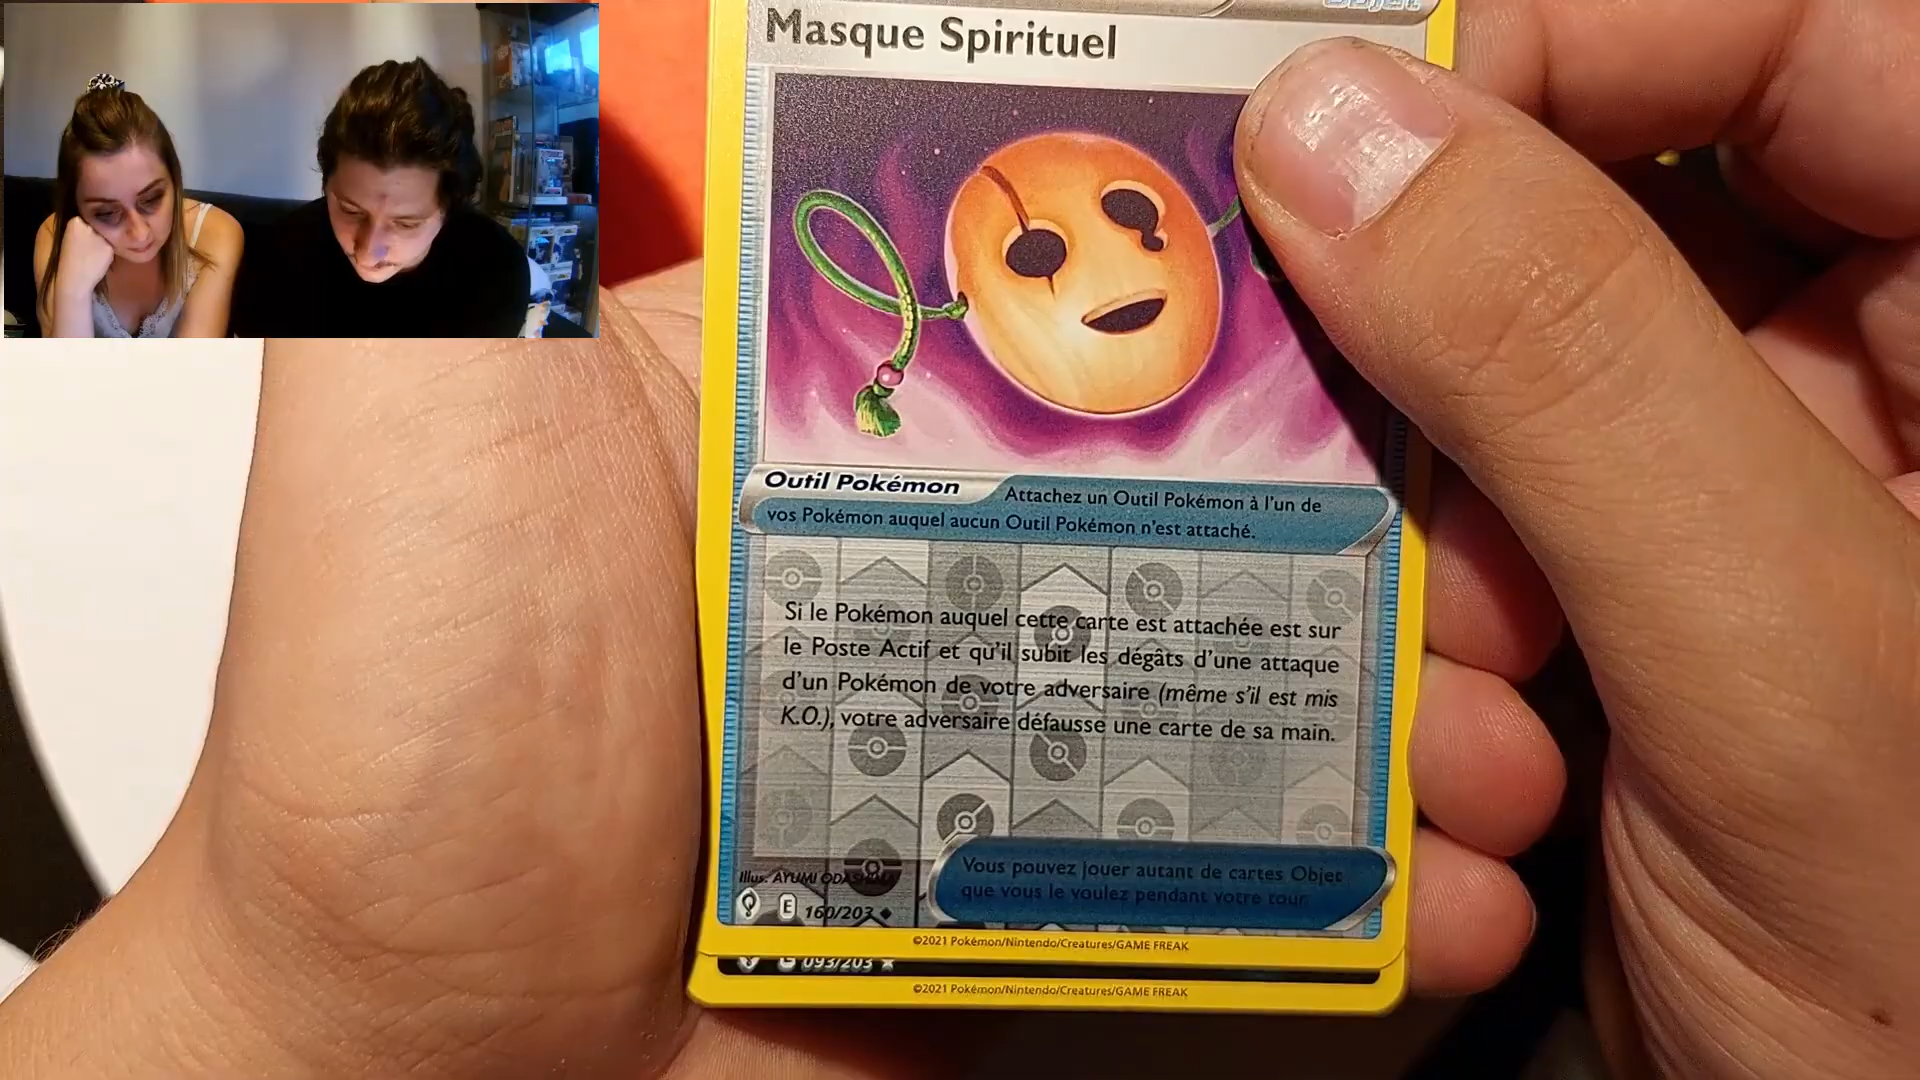 Objet
Masque Spirituel
Outil Pokémon
Attachez un Outil Pokémon à l'un de
vos Pokémon auquel aucun Outil Pokémon n'est attaché.
Si le Pokémon auquel cette carte est attachée est sur
le Poste Actif et qu'il subit les dégâts d'une attaque
d'un Pokémon de votre adversaire (même s'il est mis
K.O.), votre adversaire défausse une carte de sa main.
Vous pouvez jouer autant de cartes Objet
que vous le voulez pendant votre tour.
Illus. AYUMI ODASHIMA
E 160/203
©2021 Pokémon/Nintendo/Creatures/GAME FREAK
093/203
©2021 Pokémon/Nintendo/Creatures/GAME FREAK